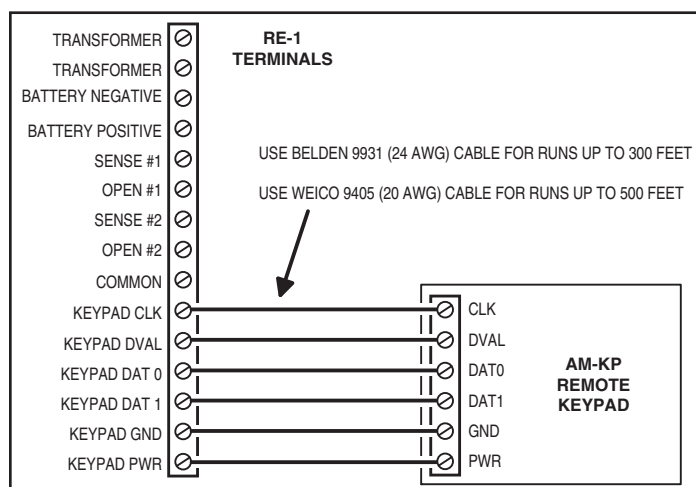 RE-1
TERMINALS
TRANSFORMER
TRANSFORMER
BATTERY NEGATIVE
BATTERY POSITIVE
SENSE #1
OPEN #1
SENSE #2
OPEN #2
COMMON
KEYPAD CLK
KEYPAD DVAL
KEYPAD DAT 0
KEYPAD DAT 1
KEYPAD GND
KEYPAD PWR
USE BELDEN 9931 (24 AWG) CABLE FOR RUNS UP TO 300 FEET
USE WEICO 9405 (20 AWG) CABLE FOR RUNS UP TO 500 FEET
CLK
DVAL
DAT0
DAT1
GND
PWR
AM-KP
REMOTE
KEYPAD